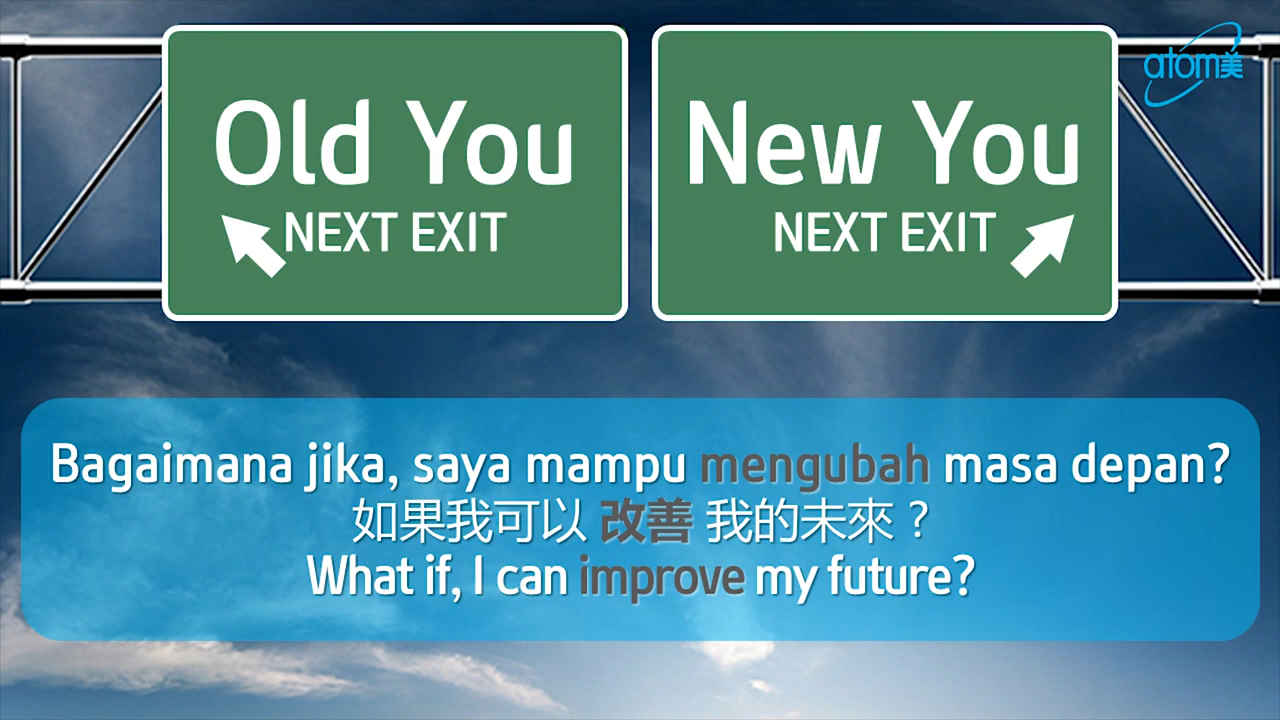 Old You
NEXT EXIT
New You
NEXT EXIT
atom美
Bagaimana jika, saya mampu mengubah masa depan?
如果我可以 改善 我的未來？
What if, I can improve my future?